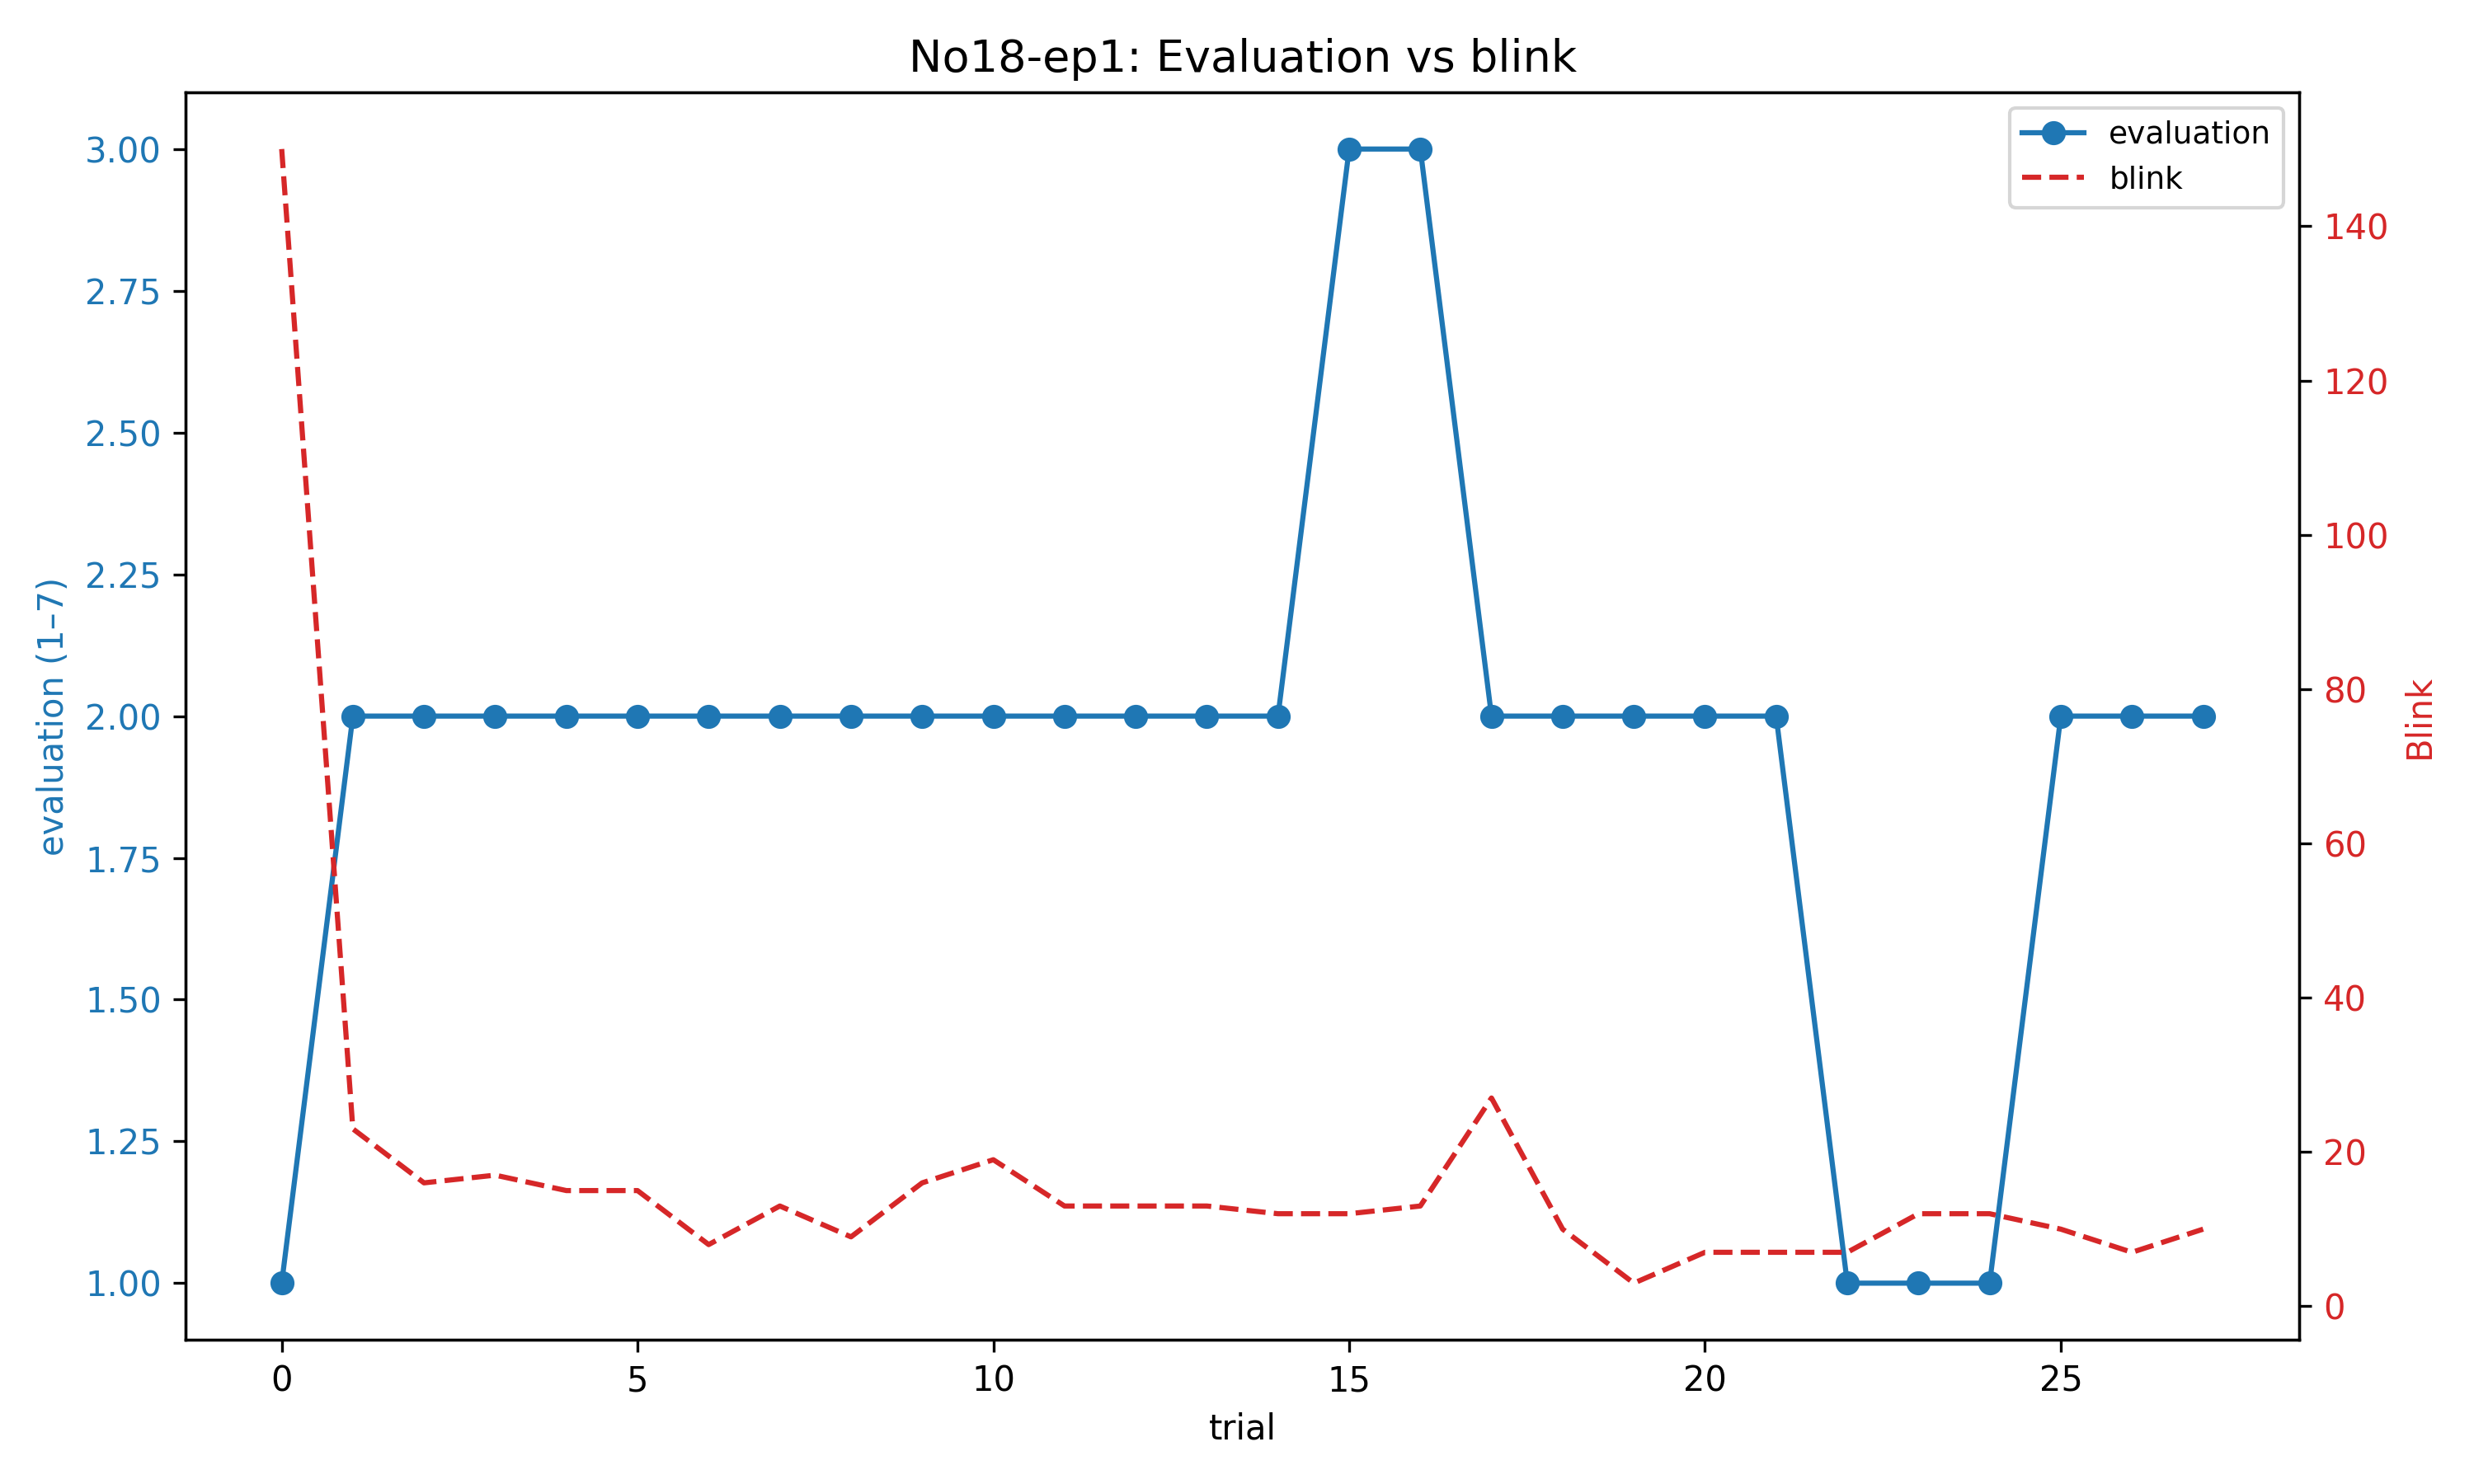 No18-ep1: Evaluation vs blink
evaluation
blink
3.00
2.75
2.50
2.25
2.00
1.75
1.50
1.25
1.00
evaluation (1–7)
140
120
100
80
60
40
20
0
Blink
0 5 10 15 20 25
trial